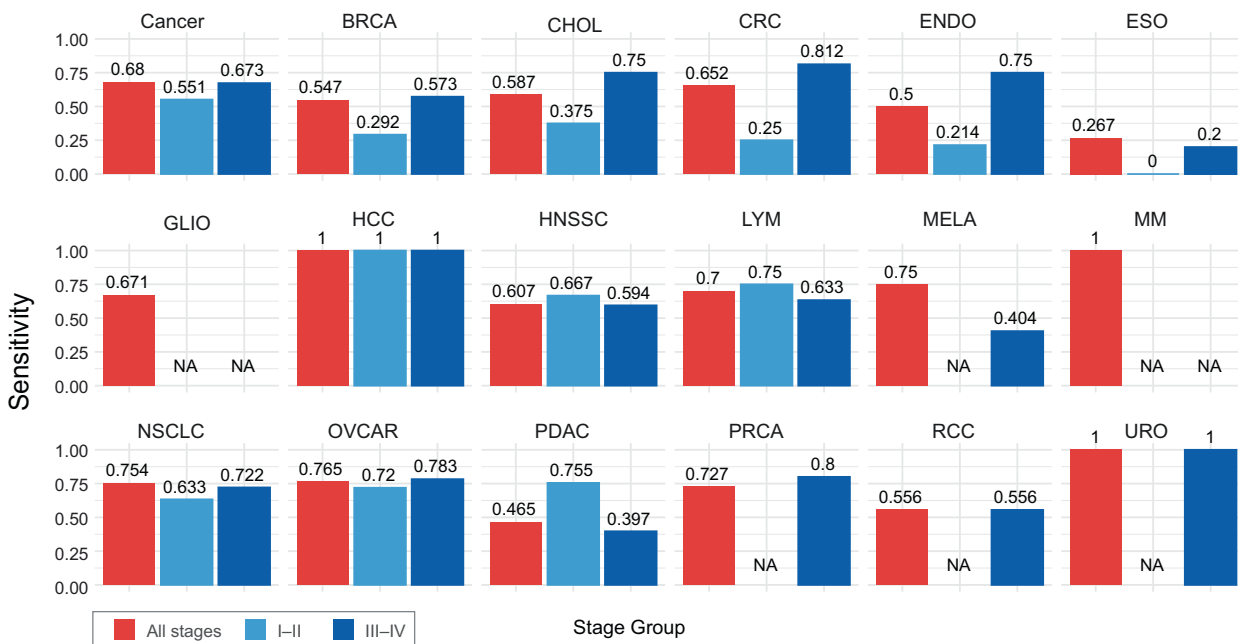 Cancer BRCA CHOL CRC ENDO ESO
1.00
0.75
0.50
0.25
0.00
0.68 0.551 0.673
0.547 0.292 0.573
0.587 0.375 0.75
0.652 0.25 0.812
0.5 0.214 0.75
0.267 0 0.2
GLIO HCC HNSSC LYM MELA MM
1.00
0.75
0.50
0.25
0.00
0.671 NA NA
1 1 1
0.607 0.667 0.594
0.7 0.75 0.633
0.75 NA 0.404
1 NA NA
Sensitivity
NSCLC OVCAR PDAC PRCA RCC URO
1.00
0.75
0.50
0.25
0.00
0.754 0.633 0.722
0.765 0.72 0.783
0.465 0.755 0.397
0.727 NA 0.8
0.556 NA 0.556
1 NA 1
All stages I–II III–IV
Stage Group